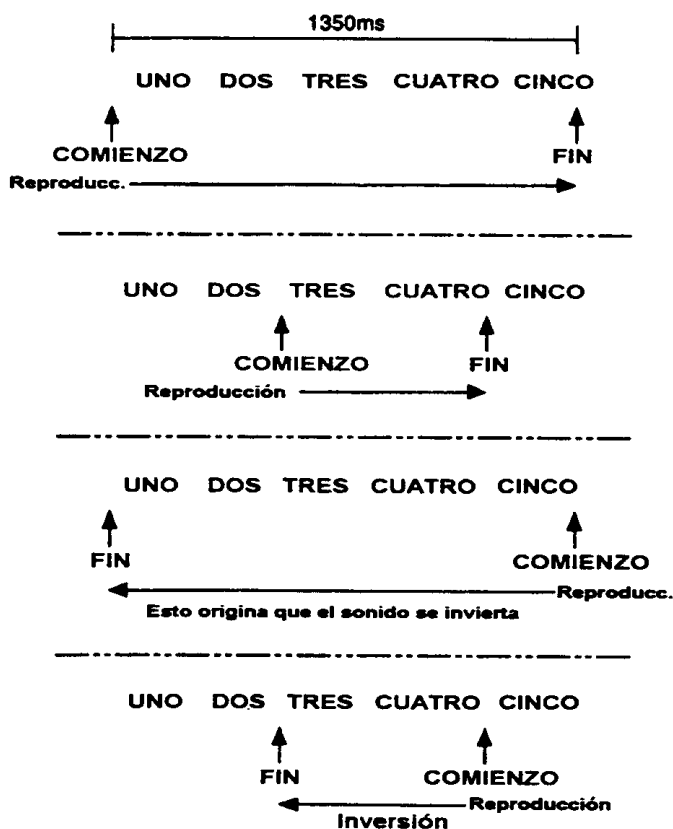 1350ms
UNO DOS TRES CUATRO CINCO
COMIENZO FIN
Reproducc.
UNO DOS TRES CUATRO CINCO
COMIENZO FIN
Reproducción
UNO DOS TRES CUATRO CINCO
FIN COMIENZO
Reproducc.
Esto origina que el sonido se invierta
UNO DOS TRES CUATRO CINCO
FIN COMIENZO
Reproducción
Inversión